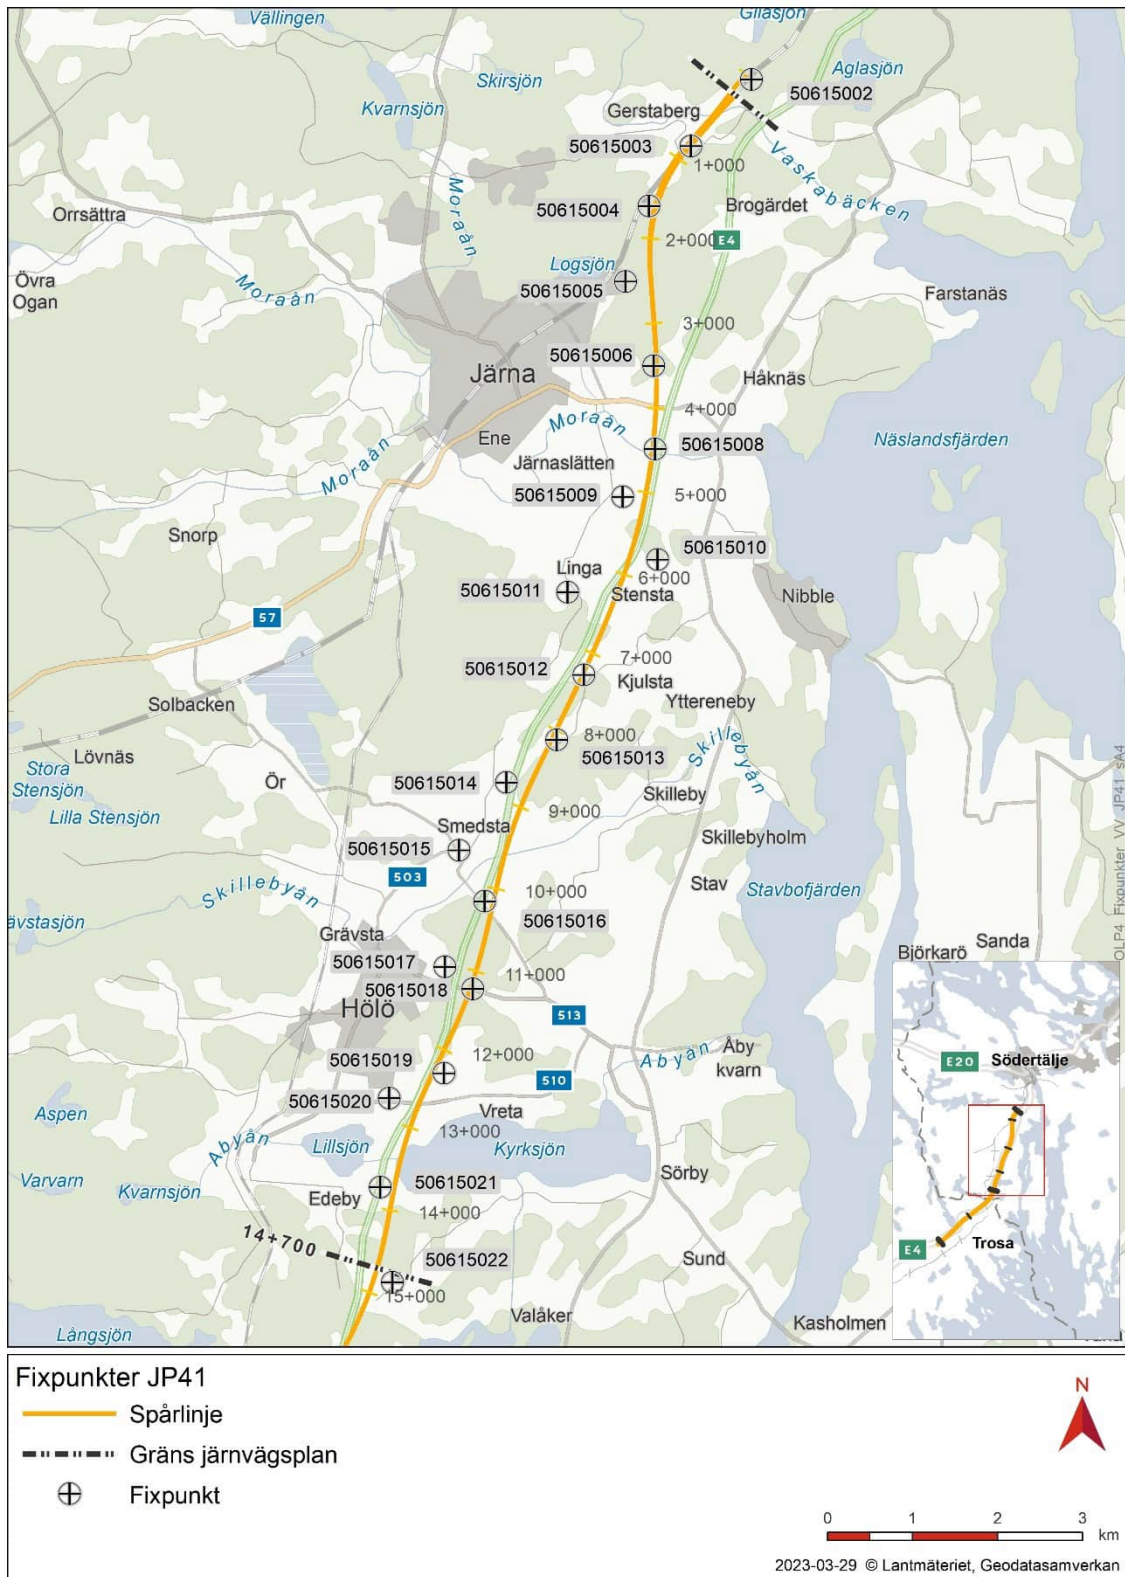 Vällingen
Gilasjön
Skirsjön
Aglasjön
Kvarnsjön
50615002
Gerstaberg
50615003
1+000
Vaskabäcken
Moraån
Orrsättra
50615004
Brogärdet
2+000
E4
Logsjön
Övra
Ogan
Moraån
50615005
Farstanäs
3+000
50615006
Järna
Håknäs
4+000
Moraån
Ene
50615008
Näslandsfjärden
Järnaslätten
Moraån
50615009
5+000
Snorp
50615010
Linga
6+000
50615011
Stensta
Nibble
57
7+000
50615012
Kjulsta
Solbacken
Yttereneby
8+000
Lövnäs
50615013
Skillebyån
Stora
Stensjön
Ör
50615014
Skilleby
Lilla Stensjön
9+000
Smedsta
Skillebyholm
50615015
503
Stav
Stavbofjärden
Skillebyån
10+000
ävstasjön
50615016
Grävsta
Björkarö
Sanda
50615017
11+000
50615018
Hölö
513
Åby
kvarn
Åbyån
12+000
50615019
510
Södertälje
E20
50615020
Vreta
Aspen
13+000
Åbyån
Lillsjön
Kyrksjön
Sörby
Varvarn
Kvarnsjön
50615021
Edeby
14+000
14+700
50615022
Sund
E4
Trosa
15+000
Valåker
Kasholmen
Långsjön
OLP4_Fixpunkter_VV_JP41_sA4
Fixpunkter JP41
Spårlinje
Gräns järnvägsplan
Fixpunkt
N
0 1 2 3
km
2023-03-29 © Lantmäteriet, Geodatasamverkan